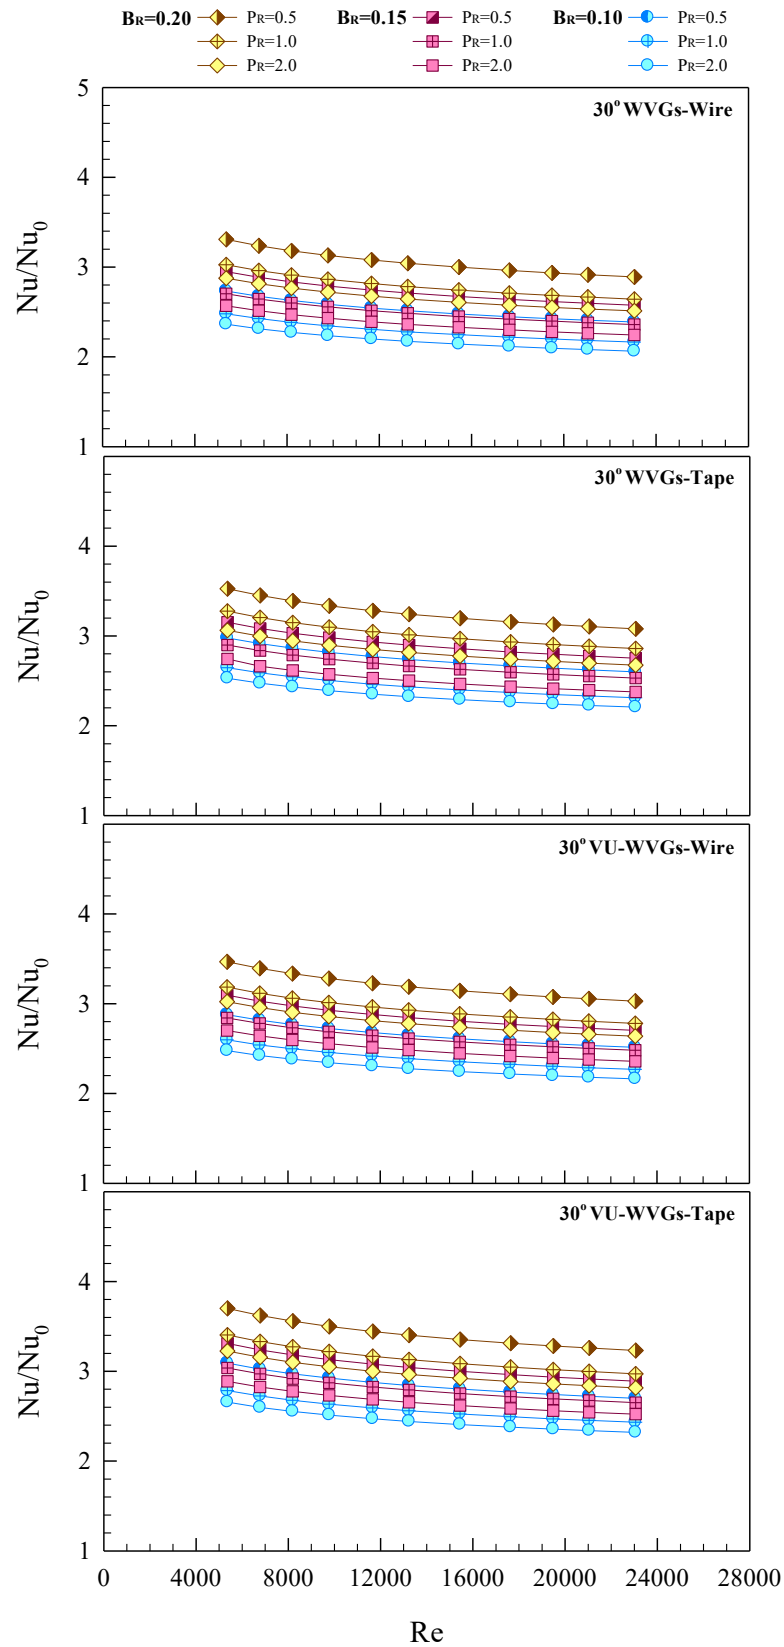 BR=0.20 PR=0.5 BR=0.15 PR=0.5 BR=0.10 PR=0.5
PR=1.0 PR=1.0 PR=1.0
PR=2.0 PR=2.0 PR=2.0
5
30° WVGs-Wire
4
Nu/Nu0
3
2
1
30° WVGs-Tape
4
Nu/Nu0
3
2
1
30° VU-WVGs-Wire
4
Nu/Nu0
3
2
1
30° VU-WVGs-Tape
4
Nu/Nu0
3
2
1
0 4000 8000 12000 16000 20000 24000 28000
Re